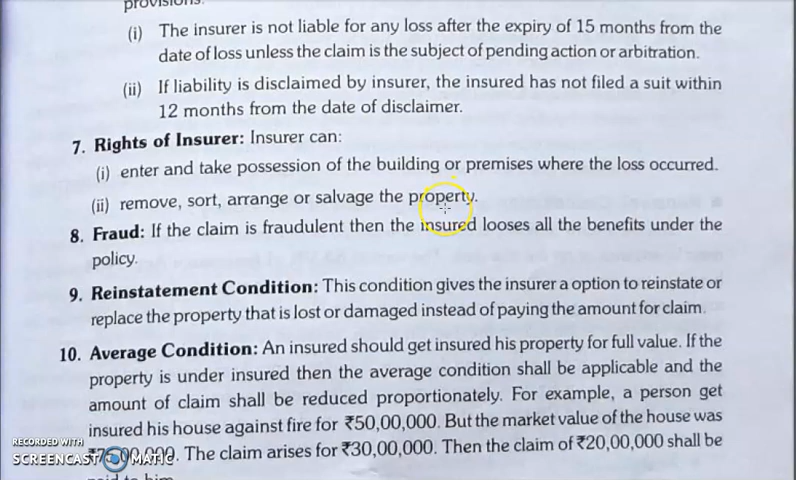 provisions.
(i) The insurer is not liable for any loss after the expiry of 15 months from the
date of loss unless the claim is the subject of pending action or arbitration.
(ii) If liability is disclaimed by insurer, the insured has not filed a suit within
12 months from the date of disclaimer.
7. Rights of Insurer: Insurer can:
(i) enter and take possession of the building or premises where the loss occurred.
(ii) remove, sort, arrange or salvage the property.
8. Fraud: If the claim is fraudulent then the insured looses all the benefits under the
policy.
9. Reinstatement Condition: This condition gives the insurer a option to reinstate or
replace the property that is lost or damaged instead of paying the amount for claim.
10. Average Condition: An insured should get insured his property for full value. If the
property is under insured then the average condition shall be applicable and the
amount of claim shall be reduced proportionately. For example, a person get
insured his house against fire for ₹50,00,000. But the market value of the house was
The claim arises for ₹30,00,000. Then the claim of ₹20,00,000 shall be
RECORDED WITH
SCREENCAST MATIC